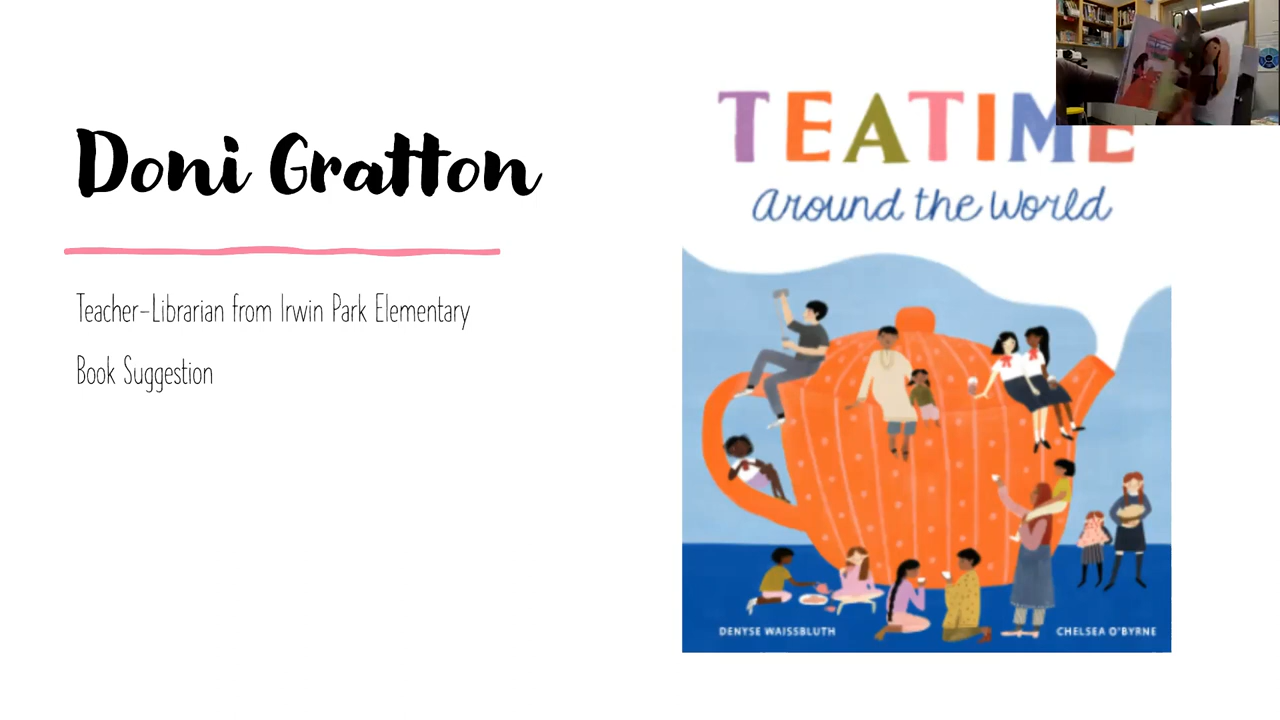 Doni Gratton
Teacher-Librarian from Irwin Park Elementary
Book Suggestion
TEATIME
around the World
DENYSE WAISSBLUTH
CHELSEA O'BYRNE